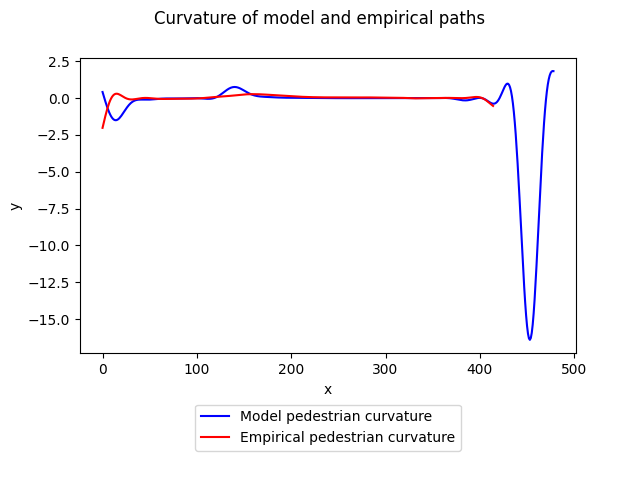 Curvature of model and empirical paths
2.5
0.0
−2.5
−5.0
−7.5
−10.0
−12.5
−15.0
y
0 100 200 300 400 500
x
Model pedestrian curvature
Empirical pedestrian curvature